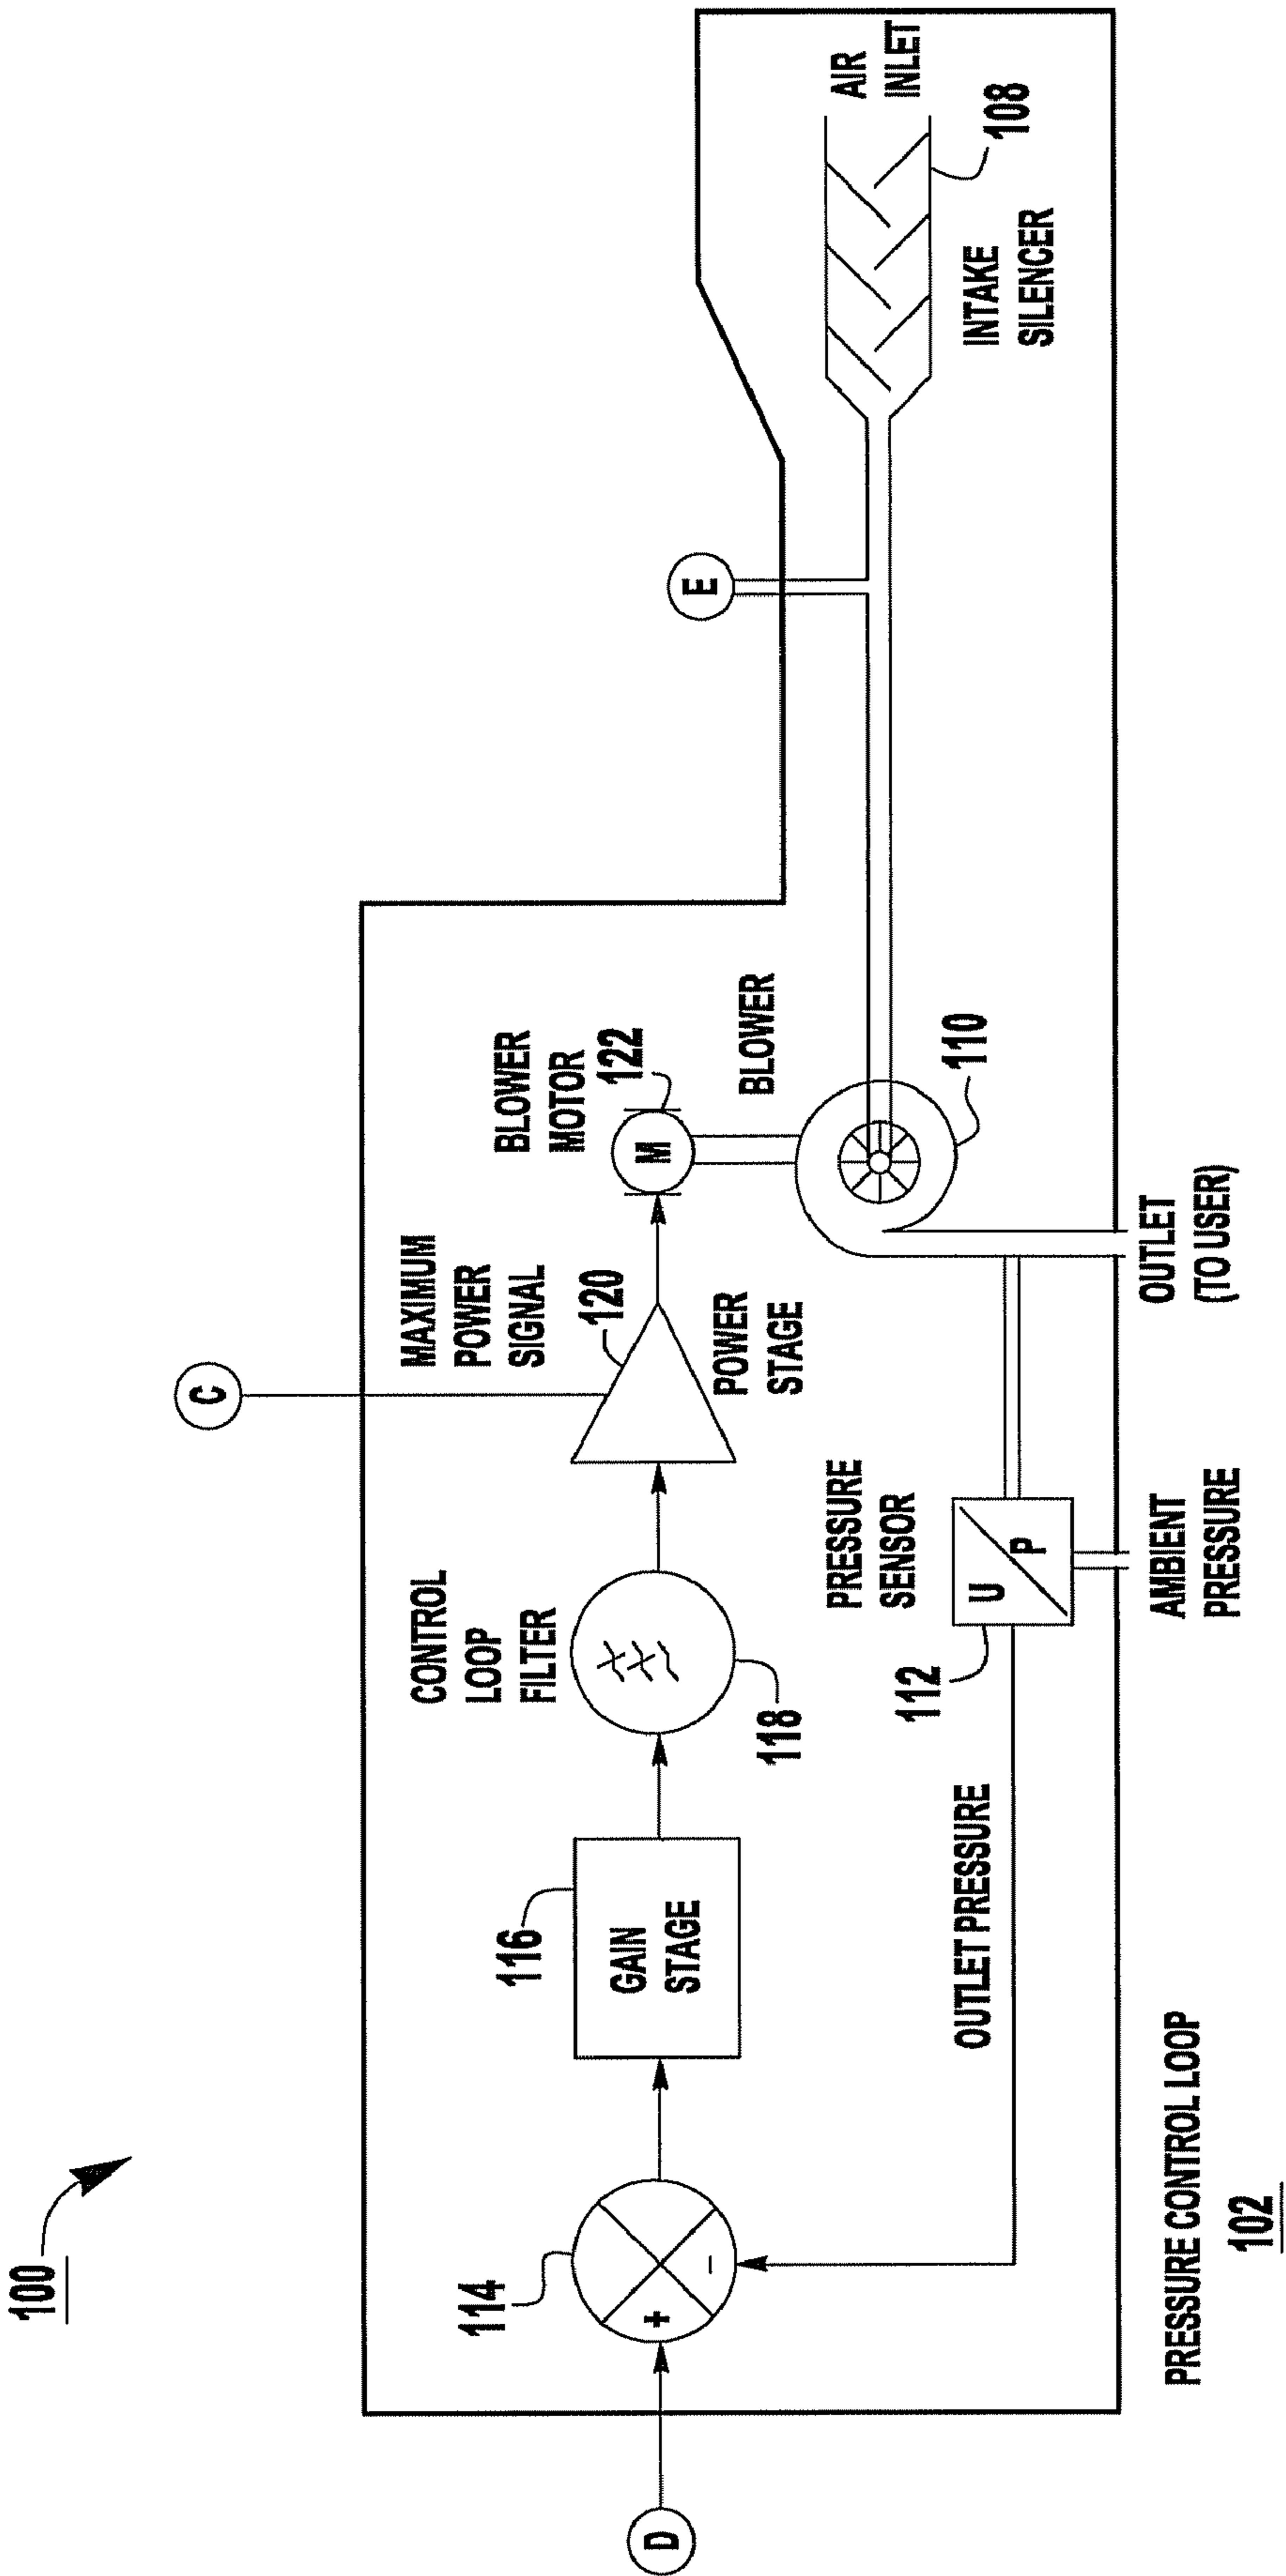 100
C
E
D
MAXIMUM
POWER
SIGNAL
120
POWER
STAGE
BLOWER
MOTOR
122
M
BLOWER
110
CONTROL
LOOP
FILTER
118
116
GAIN
STAGE
114
+
-
PRESSURE
SENSOR
U
P
112
OUTLET PRESSURE
AIR
INLET
108
INTAKE
SILENCER
OUTLET
(TO USER)
AMBIENT
PRESSURE
PRESSURE CONTROL LOOP
102